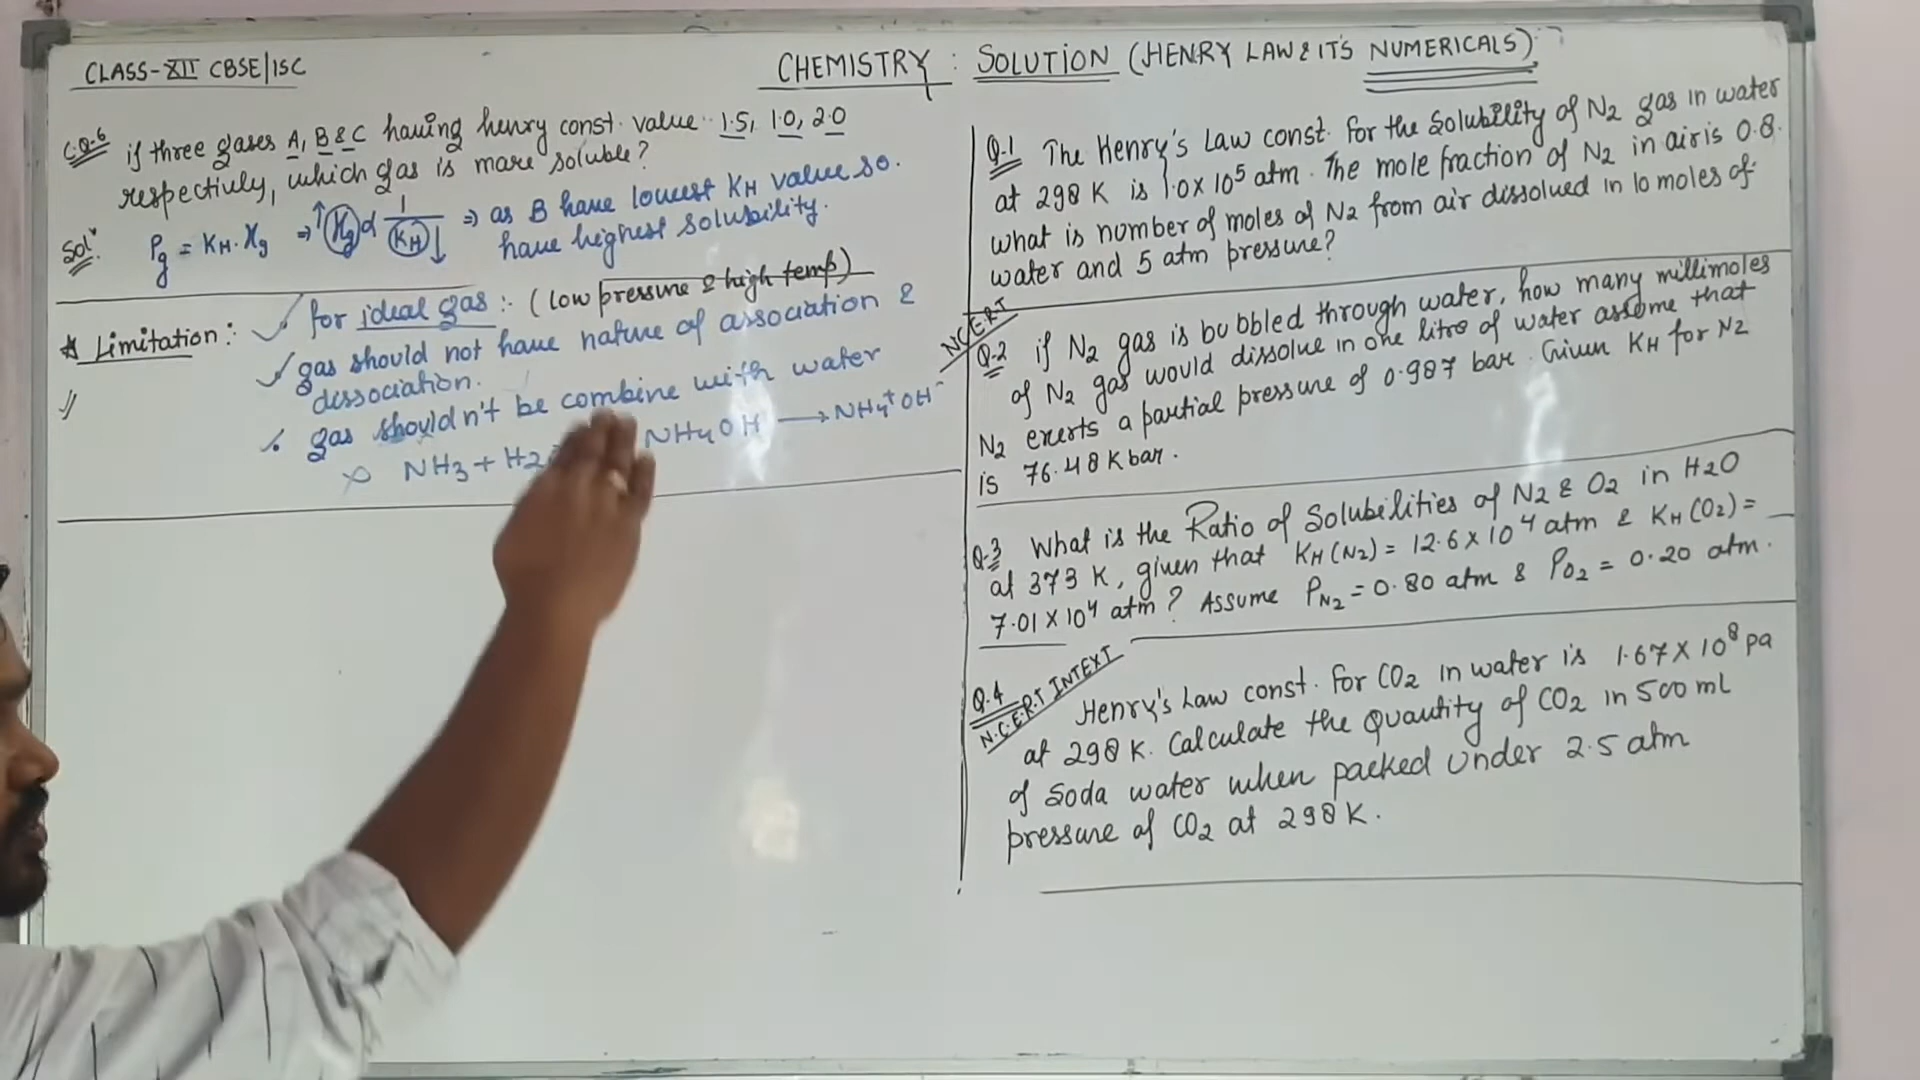 CLASS-XII CBSE/ISC
CHEMISTRY : SOLUTION (HENRY LAW & IT'S NUMERICALS)
C.Q.-6 if three gases A, B & C having henry const. value 1.5, 1.0, 2.0
respectivly, which gas is more soluble?
Sol. Pg = KH.Xg ⇒ ↑Xg ∝ 1/KH↓ ⇒ as B have lowest KH value so.
have highest solubility.
* Limitation :- for ideal gas :- (low pressure & high temp)
gas should not have nature of association &
dissociation.
gas shouldn't be combine with water
× NH3 + H2 NH4OH → NH4+ OH-
Q.1 The Henry's Law const. for the solubility of N2 gas in water
at 298 K is 1.0 x 10^5 atm. The mole fraction of N2 in air is 0.8.
what is number of moles of N2 from air dissolved in 10 moles of
water and 5 atm pressure?
N.C.E.R.T
Q.2 if N2 gas is bubbled through water, how many millimoles
of N2 gas would dissolve in one litre of water assume that
N2 exerts a partial pressure of 0.987 bar. Given KH for N2
is 76.48 Kbar.
Q.3 What is the Ratio of Solubilities of N2 & O2 in H2O
at 373 K, given that KH(N2) = 12.6 x 10^4 atm & KH(O2) =
7.01 x 10^4 atm? Assume PN2 = 0.80 atm & PO2 = 0.20 atm.
Q.4 N.C.E.R.T INTEXT
Henry's Law const. for CO2 in water is 1.67 x 10^8 pa
at 298 K. Calculate the Quantity of CO2 in 500 mL
of Soda water when packed under 2.5 atm
pressure of CO2 at 298 K.